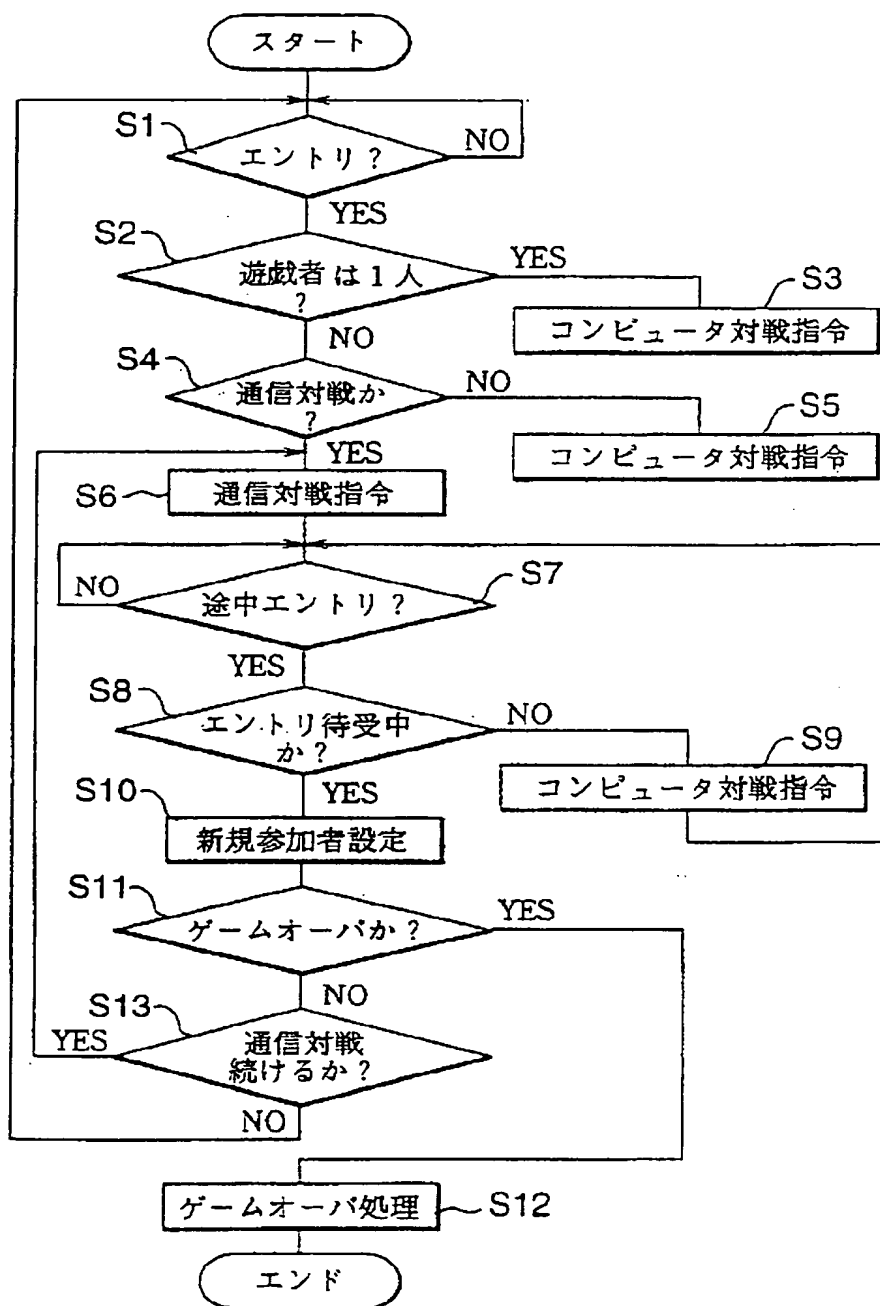 スタート
S1
エントリ?
NO
YES
S2
遊戯者は1人
?
YES
S3
コンピュータ対戦指令
NO
S4
通信対戦か
?
NO
S5
コンピュータ対戦指令
YES
S6
通信対戦指令
S7
途中エントリ?
NO
YES
S8
エントリ待受中
か?
NO
S9
コンピュータ対戦指令
YES
S10
新規参加者設定
S11
ゲームオーバか?
YES
NO
S13
通信対戦
続けるか?
YES
NO
ゲームオーバ処理
S12
エンド